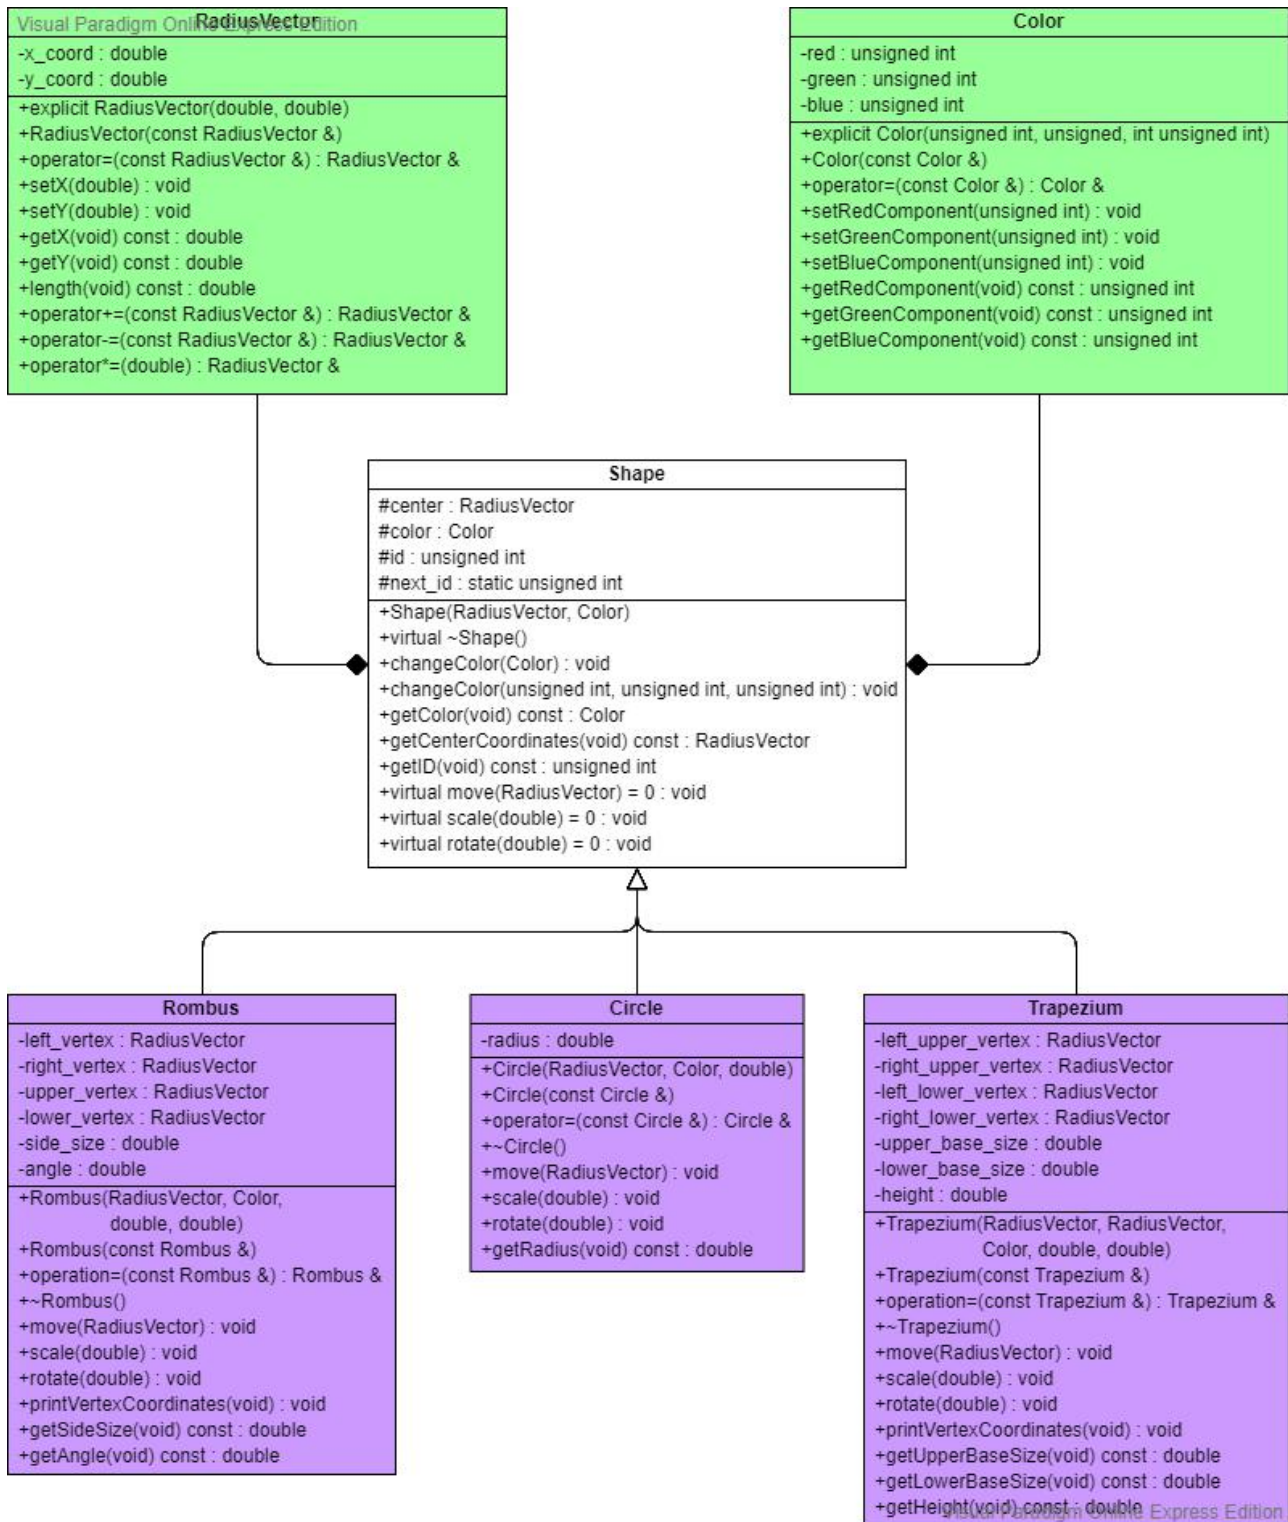 Visual Paradigm Online Express Edition
RadiusVector
-x_coord : double
-y_coord : double
+explicit RadiusVector(double, double)
+RadiusVector(const RadiusVector &)
+operator=(const RadiusVector &) : RadiusVector &
+setX(double) : void
+setY(double) : void
+getX(void) const : double
+getY(void) const : double
+length(void) const : double
+operator+=(const RadiusVector &) : RadiusVector &
+operator-=(const RadiusVector &) : RadiusVector &
+operator*=(double) : RadiusVector &
Color
-red : unsigned int
-green : unsigned int
-blue : unsigned int
+explicit Color(unsigned int, unsigned, int unsigned int)
+Color(const Color &)
+operator=(const Color &) : Color &
+setRedComponent(unsigned int) : void
+setGreenComponent(unsigned int) : void
+setBlueComponent(unsigned int) : void
+getRedComponent(void) const : unsigned int
+getGreenComponent(void) const : unsigned int
+getBlueComponent(void) const : unsigned int
Shape
#center : RadiusVector
#color : Color
#id : unsigned int
#next_id : static unsigned int
+Shape(RadiusVector, Color)
+virtual ~Shape()
+changeColor(Color) : void
+changeColor(unsigned int, unsigned int, unsigned int) : void
+getColor(void) const : Color
+getCenterCoordinates(void) const : RadiusVector
+getID(void) const : unsigned int
+virtual move(RadiusVector) = 0 : void
+virtual scale(double) = 0 : void
+virtual rotate(double) = 0 : void
Rombus
-left_vertex : RadiusVector
-right_vertex : RadiusVector
-upper_vertex : RadiusVector
-lower_vertex : RadiusVector
-side_size : double
-angle : double
+Rombus(RadiusVector, Color,
double, double)
+Rombus(const Rombus &)
+operation=(const Rombus &) : Rombus &
+~Rombus()
+move(RadiusVector) : void
+scale(double) : void
+rotate(double) : void
+printVertexCoordinates(void) : void
+getSideSize(void) const : double
+getAngle(void) const : double
Circle
-radius : double
+Circle(RadiusVector, Color, double)
+Circle(const Circle &)
+operator=(const Circle &) : Circle &
+~Circle()
+move(RadiusVector) : void
+scale(double) : void
+rotate(double) : void
+getRadius(void) const : double
Trapezium
-left_upper_vertex : RadiusVector
-right_upper_vertex : RadiusVector
-left_lower_vertex : RadiusVector
-right_lower_vertex : RadiusVector
-upper_base_size : double
-lower_base_size : double
-height : double
+Trapezium(RadiusVector, RadiusVector,
Color, double, double)
+Trapezium(const Trapezium &)
+operation=(const Trapezium &) : Trapezium &
+~Trapezium()
+move(RadiusVector) : void
+scale(double) : void
+rotate(double) : void
+printVertexCoordinates(void) : void
+getUpperBaseSize(void) const : double
+getLowerBaseSize(void) const : double
+getHeight(void) const : double
Visual Paradigm Online Express Edition